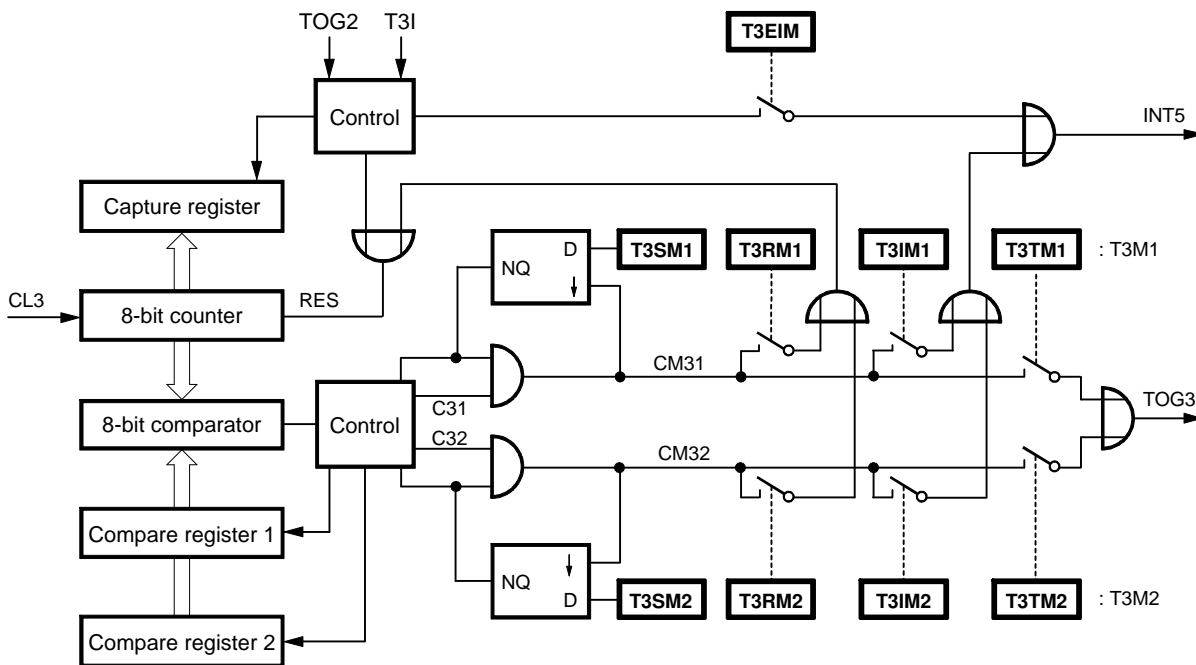 TOG2 T3I
T3EIM
Control
INT5
Capture register
D
NQ
T3SM1
T3RM1
T3IM1
T3TM1
: T3M1
CL3
8-bit counter
RES
CM31
C31
8-bit comparator
Control
TOG3
C32
CM32
Compare register 1
NQ
D
T3SM2
T3RM2
T3IM2
T3TM2
: T3M2
Compare register 2